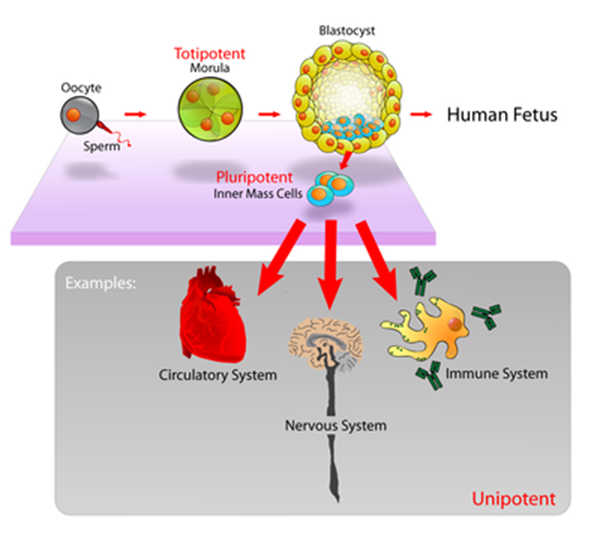 Blastocyst
Totipotent
Morula
Oocyte
Human Fetus
Sperm
Pluripotent
Inner Mass Cells
Examples:
Circulatory System
Immune System
Nervous System
Unipotent